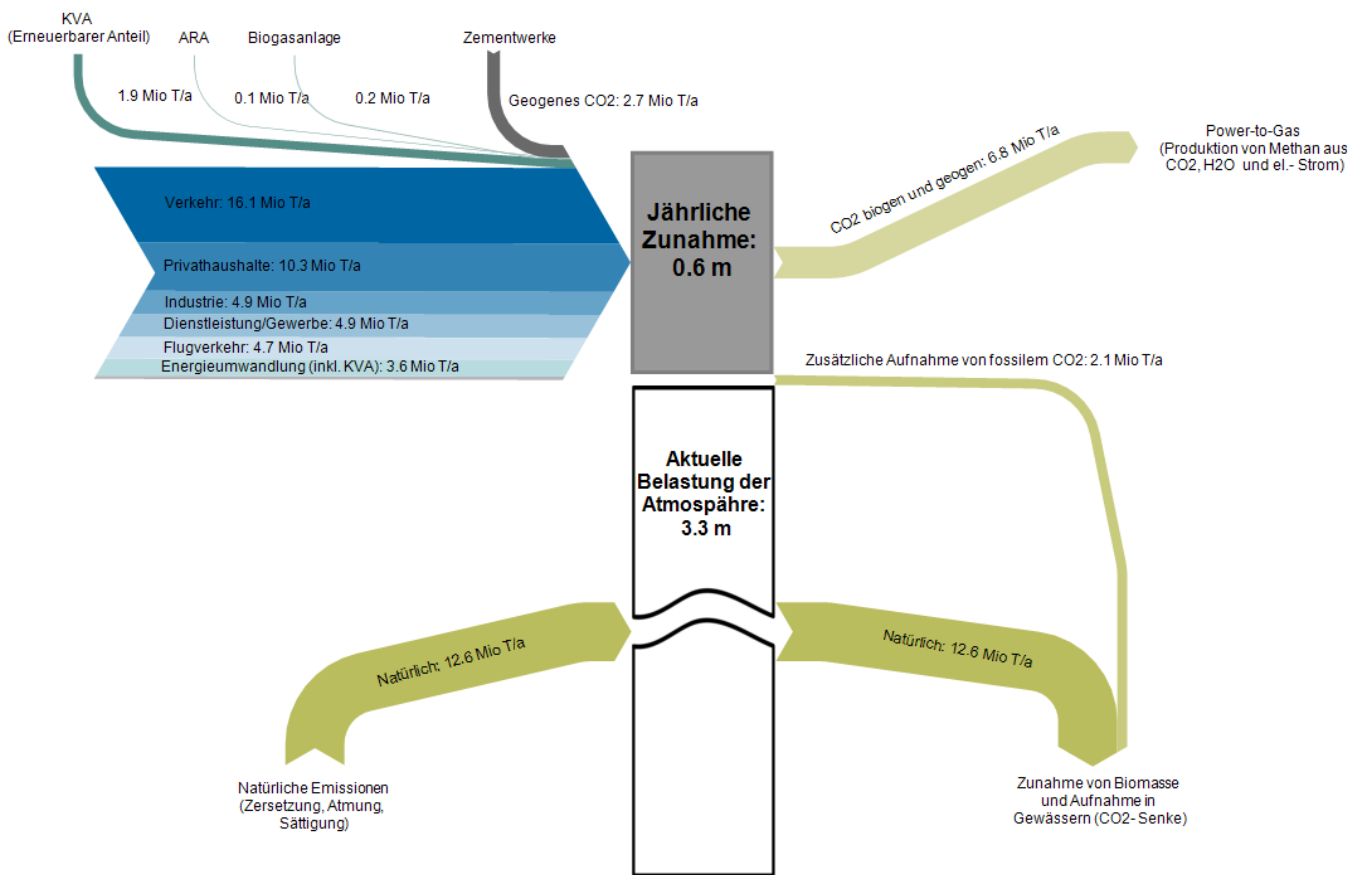 KVA
(Erneuerbarer Anteil)
ARA
Biogasanlage
Zementwerke
1.9 Mio T/a
0.1 Mio T/a
0.2 Mio T/a
Geogenes CO2: 2.7 Mio T/a
Verkehr: 16.1 Mio T/a
Privathaushalte: 10.3 Mio T/a
Industrie: 4.9 Mio T/a
Dienstleistung/Gewerbe: 4.9 Mio T/a
Flugverkehr: 4.7 Mio T/a
Energieumwandlung (inkl. KVA): 3.6 Mio T/a
Jährliche
Zunahme:
0.6 m
CO2 biogen und geogen: 6.8 Mio T/a
Power-to-Gas
(Produktion von Methan aus
CO2, H2O und el.- Strom)
Zusätzliche Aufnahme von fossilem CO2: 2.1 Mio T/a
Aktuelle
Belastung der
Atmospähre:
3.3 m
Natürlich: 12.6 Mio T/a
Natürlich: 12.6 Mio T/a
Natürliche Emissionen
(Zersetzung, Atmung,
Sättigung)
Zunahme von Biomasse
und Aufnahme in
Gewässern (CO2- Senke)